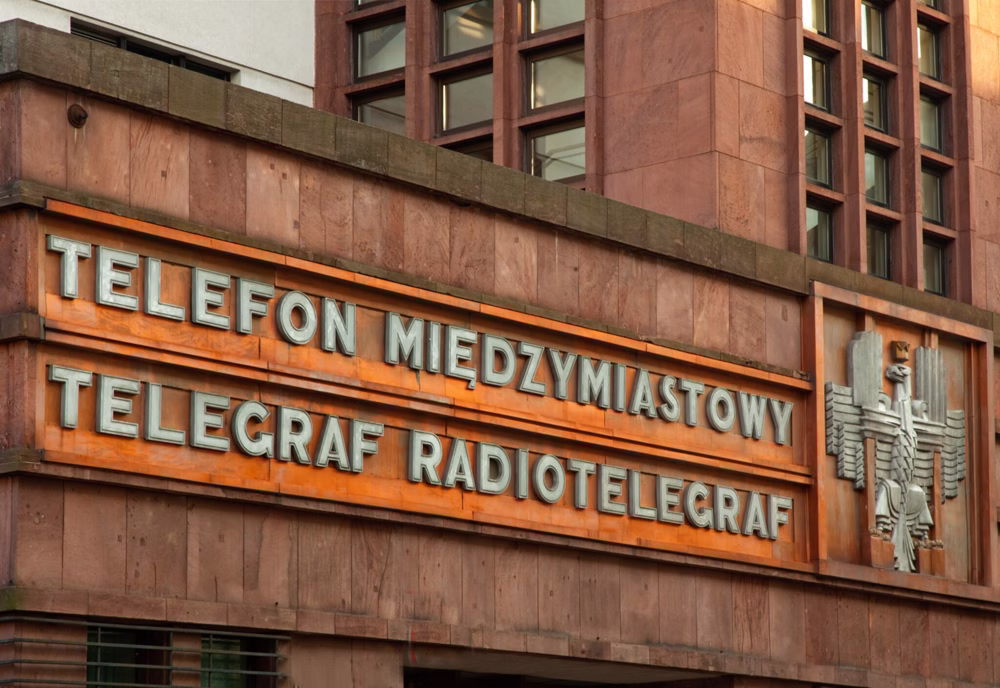 TELEFON MIĘDZYMIASTOWY
TELEGRAF RADIOTELEGRAF